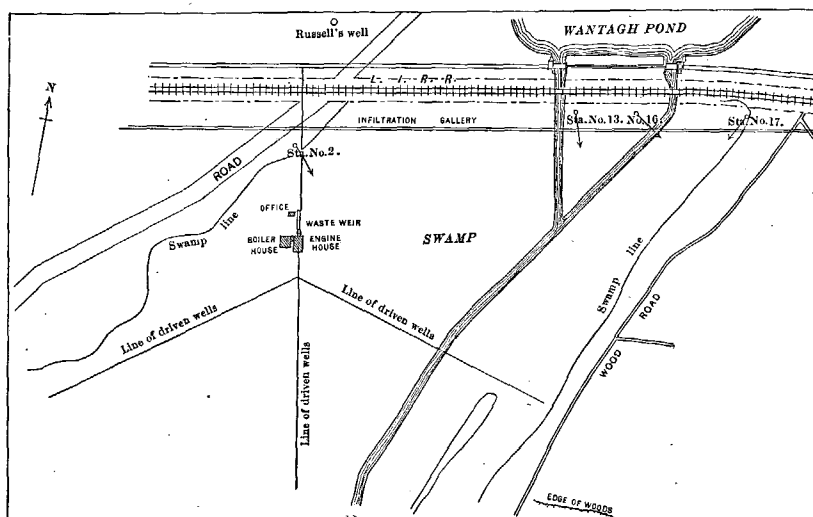 Russell's well
WANTAGH POND
L. I. R. R.
N
INFILTRATION GALLERY
Sta. No. 13. No. 16.
Sta. No. 17.
ROAD
Sta. No. 2.
OFFICE
Swamp line
WASTE WEIR
BOILER HOUSE
ENGINE HOUSE
SWAMP
Swamp line
WOOD ROAD
Line of driven wells
Line of driven wells
Line of driven wells
EDGE OF WOODS